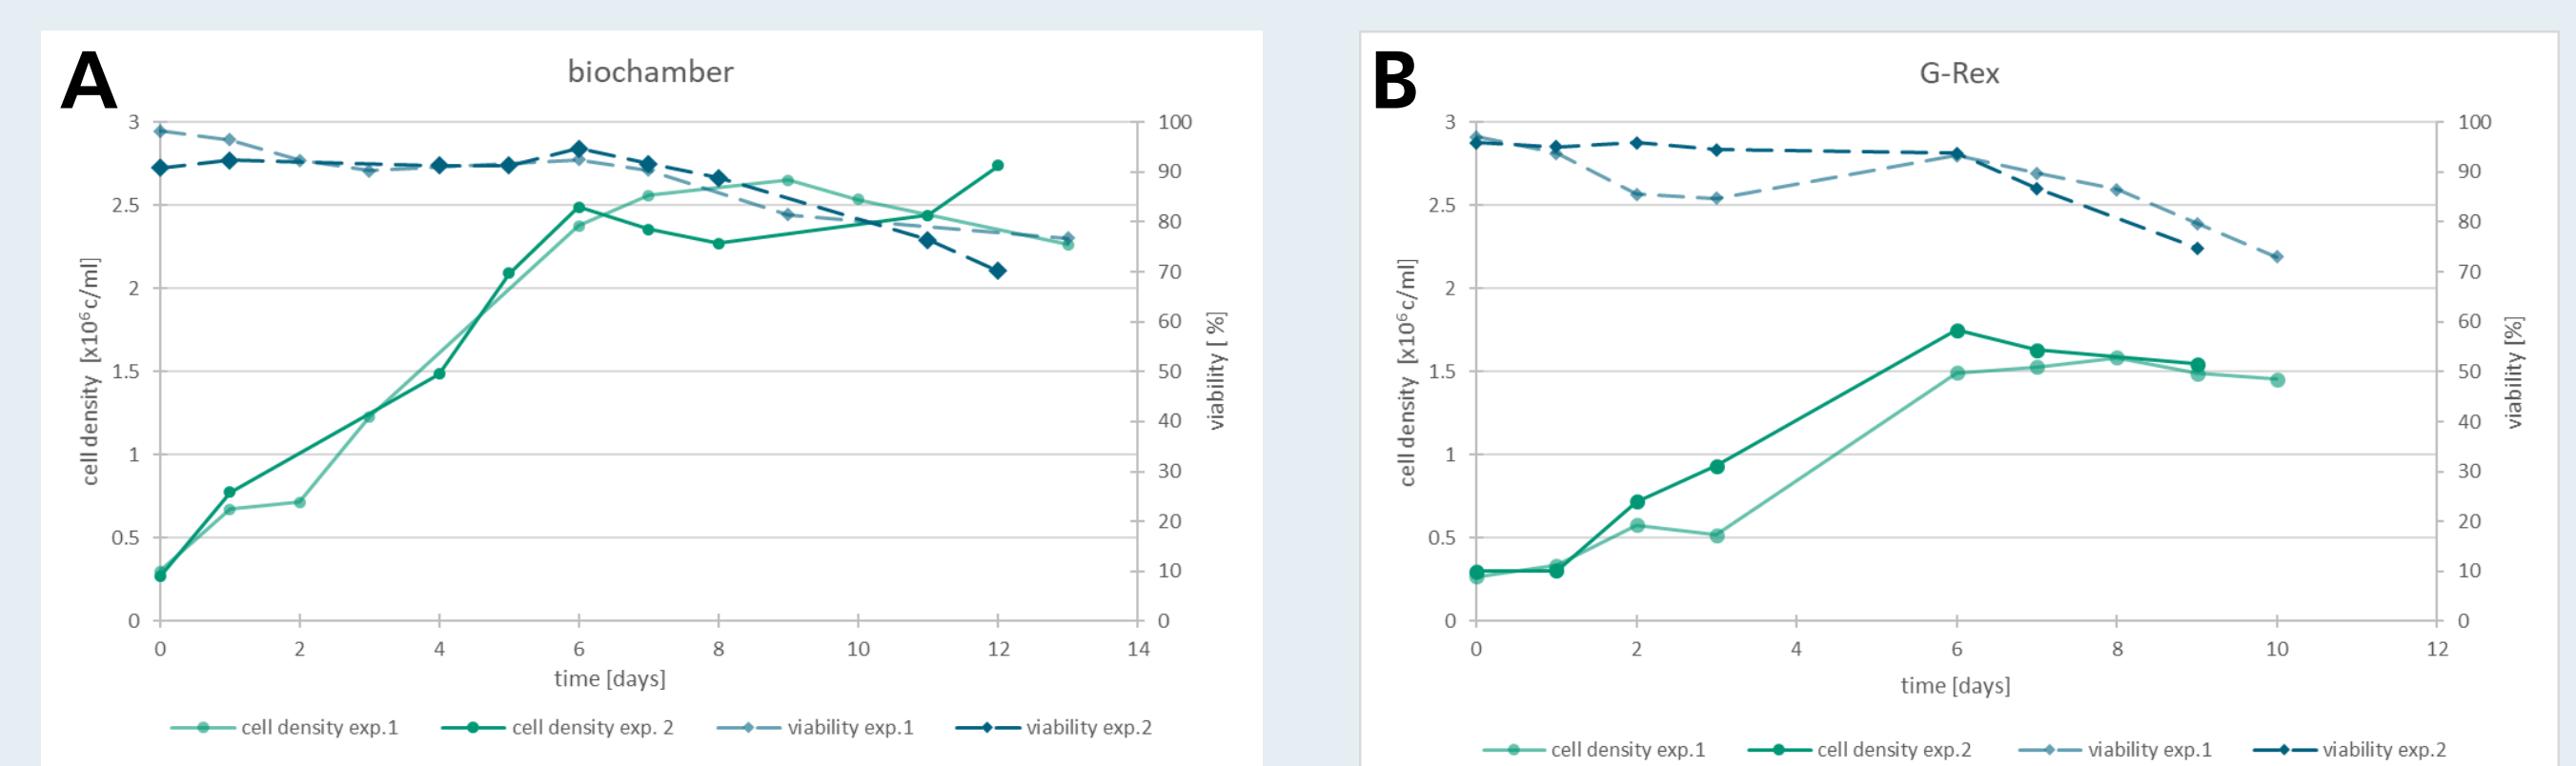 A
biochamber
3
2.5
2
1.5
1
0.5
0
100
90
80
70
60
50
40
30
20
10
0
cell density [x10⁶c/ml]
viability [ %]
0 2 4 6 8 10 12 14
time [days]
cell density exp.1 cell density exp. 2 viability exp.1 viability exp.2
B
G-Rex
3
2.5
2
1.5
1
0.5
0
100
90
80
70
60
50
40
30
20
10
0
cell density [x10⁶c/ml]
viability [%]
0 2 4 6 8 10 12
time [days]
cell density exp.1 cell density exp.2 viability exp.1 viability exp.2